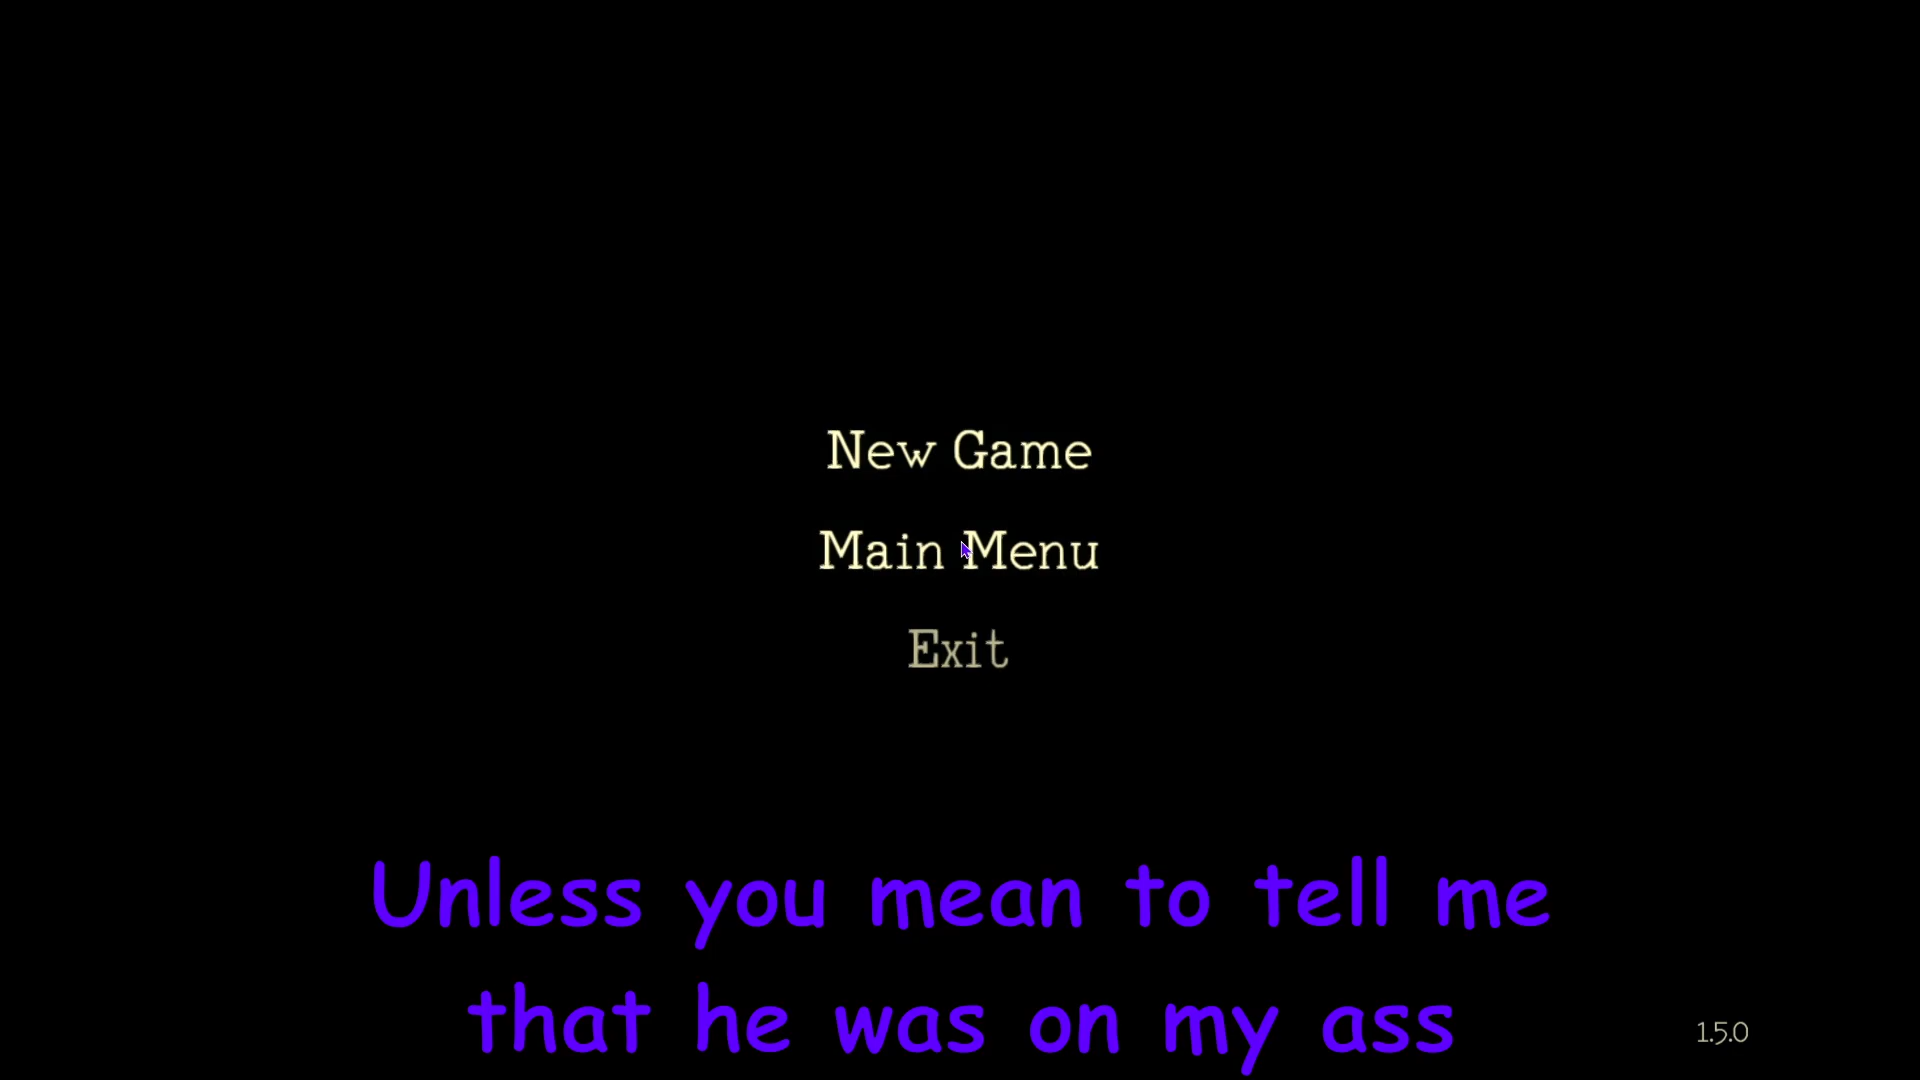 New Game
Main Menu
Exit
Unless you mean to tell me
that he was on my ass
1.5.0